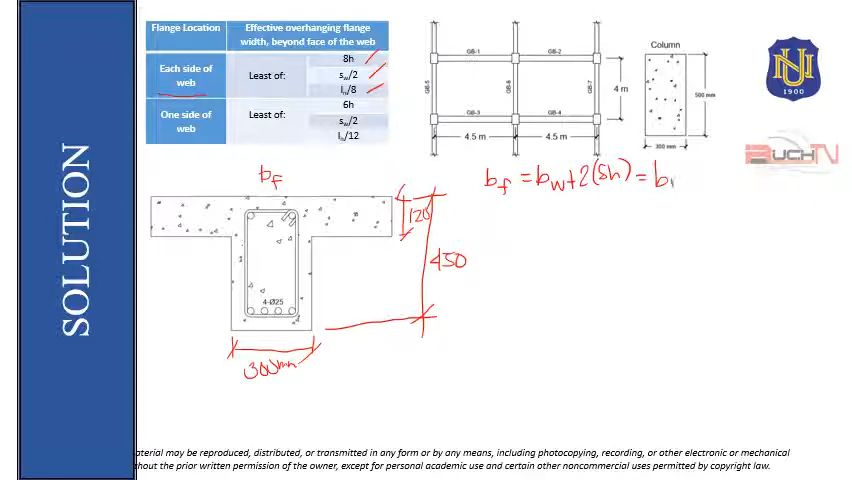 Flange Location
Effective overhanging flange
width, beyond face of the web
Each side of
web
Least of:
8h
sw/2
ln/8
One side of
web
Least of:
6h
sw/2
ln/12
GB-1
GB-2
GB-5
GB-6
GB-7
GB-3
GB-4
4 m
4.5 m
4.5 m
Column
500 mm
300 mm
U
1900
BUCH TV
SOLUTION
bf
bf = bw+2(8h) = b
120
450
4-Ø25
300mm
aterial may be reproduced, distributed, or transmitted in any form or by any means, including photocopying, recording, or other electronic or mechanical
thout the prior written permission of the owner, except for personal academic use and certain other noncommercial uses permitted by copyright law.